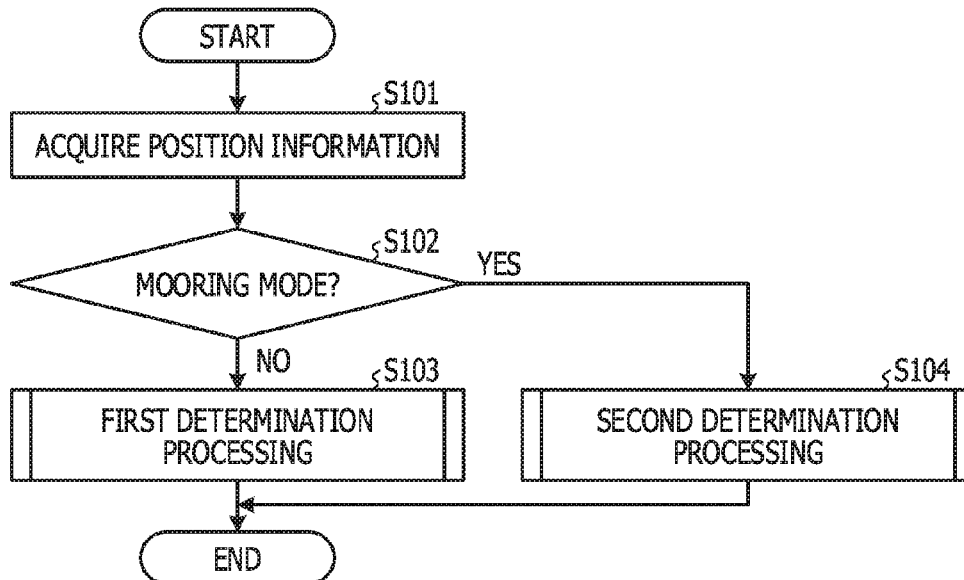 START
S101
ACQUIRE POSITION INFORMATION
S102
MOORING MODE?
YES
NO
S103
FIRST DETERMINATION
PROCESSING
S104
SECOND DETERMINATION
PROCESSING
END